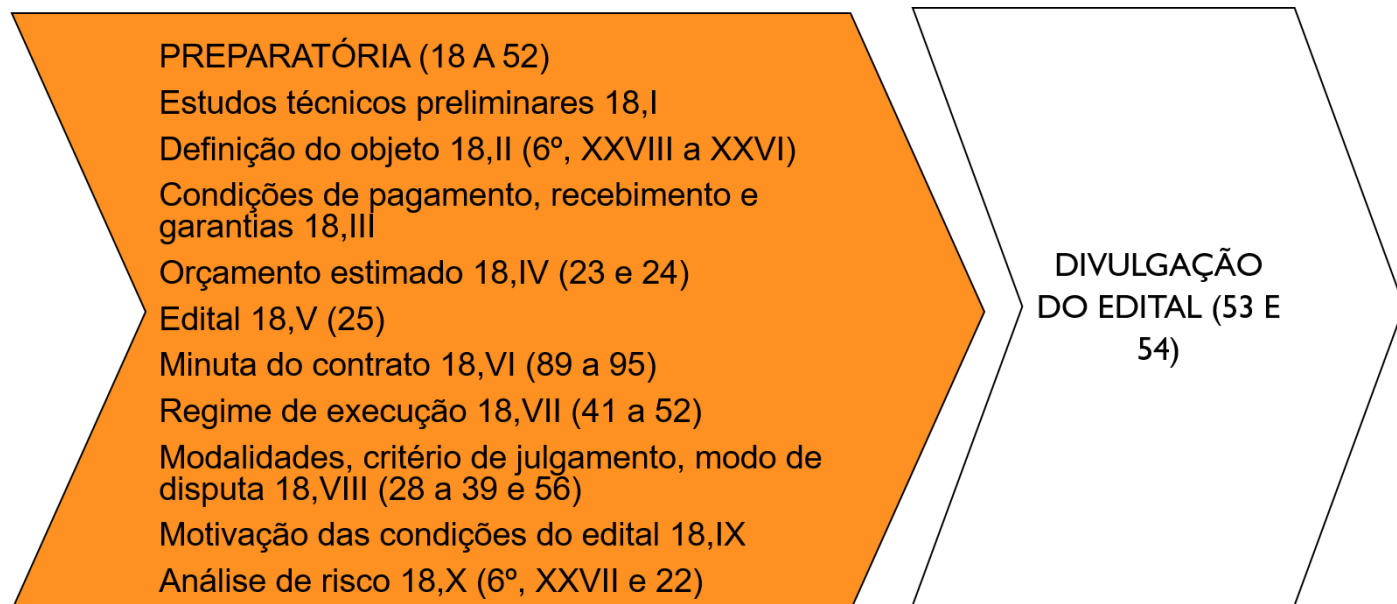 PREPARATÓRIA (18 A 52)
Estudos técnicos preliminares 18,I
Definição do objeto 18,II (6º, XXVIII a XXVI)
Condições de pagamento, recebimento e
garantias 18,III
Orçamento estimado 18,IV (23 e 24)
Edital 18,V (25)
Minuta do contrato 18,VI (89 a 95)
Regime de execução 18,VII (41 a 52)
Modalidades, critério de julgamento, modo de
disputa 18,VIII (28 a 39 e 56)
Motivação das condições do edital 18,IX
Análise de risco 18,X (6º, XXVII e 22)
DIVULGAÇÃO
DO EDITAL (53 E
54)